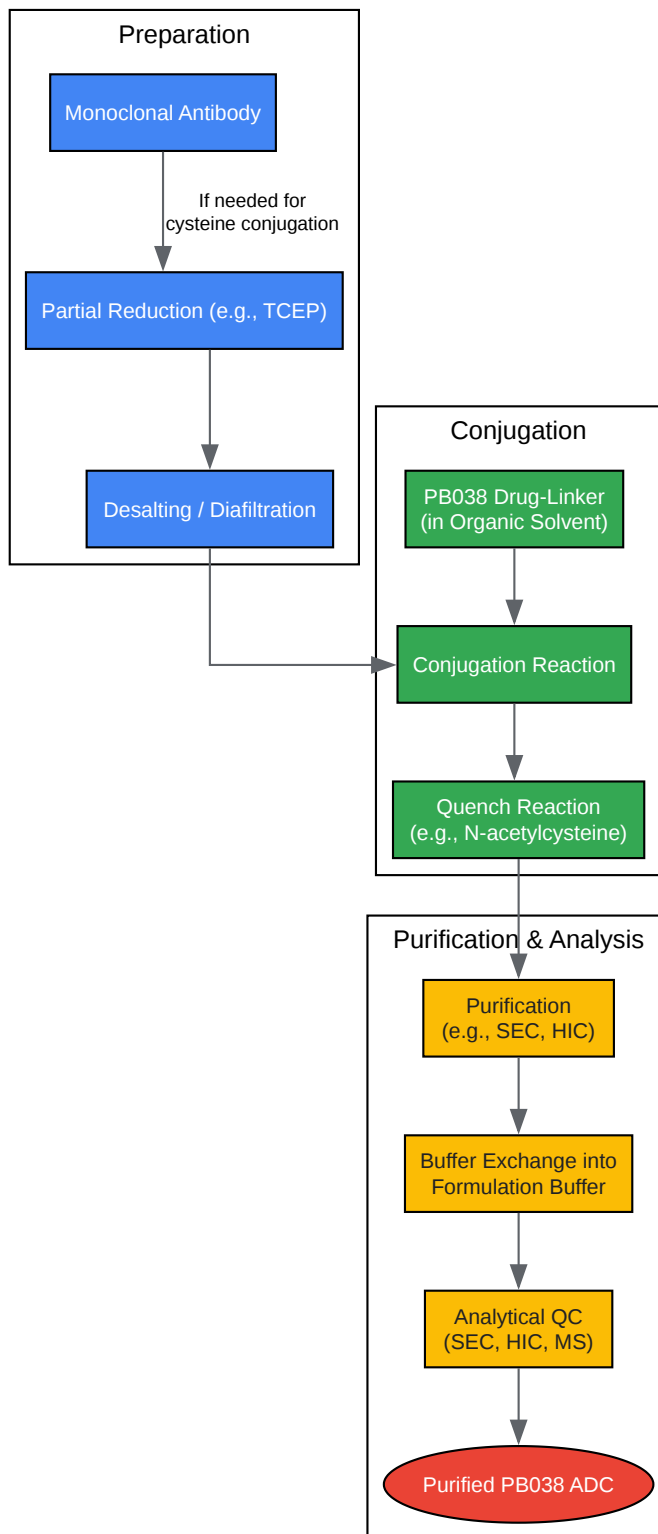 Preparation
Monoclonal Antibody
If needed for
cysteine conjugation
Partial Reduction (e.g., TCEP)
Desalting / Diafiltration
Conjugation
PB038 Drug-Linker
(in Organic Solvent)
Conjugation Reaction
Quench Reaction
(e.g., N-acetylcysteine)
Purification & Analysis
Purification
(e.g., SEC, HIC)
Buffer Exchange into
Formulation Buffer
Analytical QC
(SEC, HIC, MS)
Purified PB038 ADC